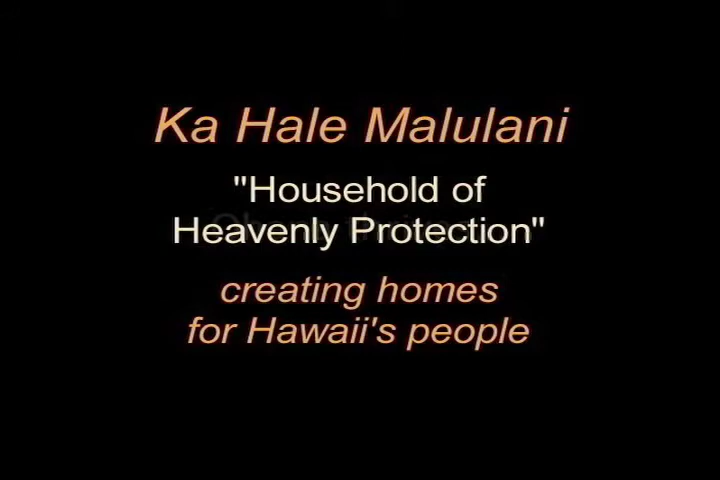 Ka Hale Malulani
"Household of
Heavenly Protection"
creating homes
for Hawaii's people